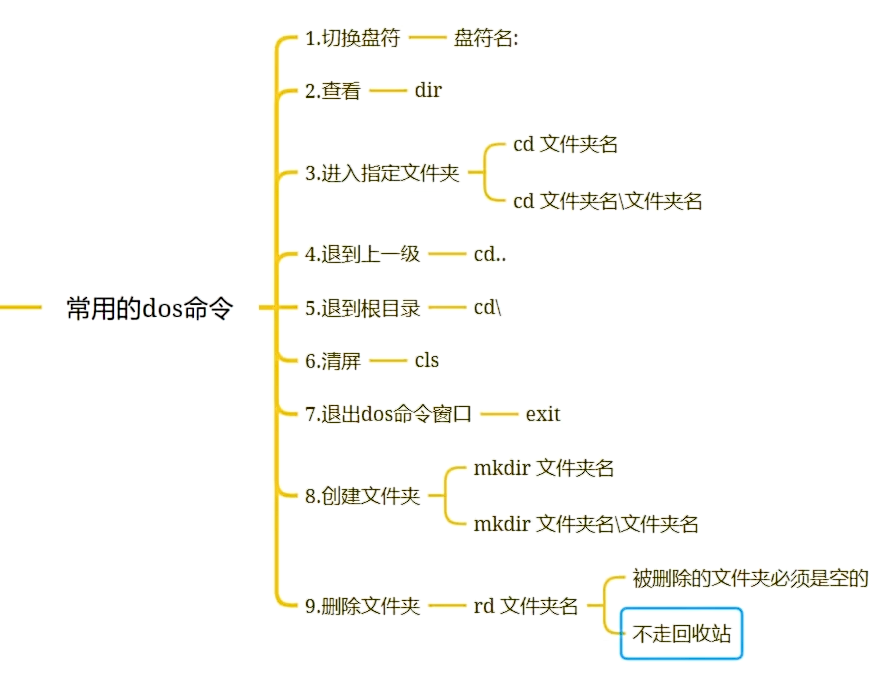 常用的dos命令
1.切换盘符
盘符名:
2.查看
dir
3.进入指定文件夹
cd 文件夹名
cd 文件夹名\文件夹名
4.退到上一级
cd..
5.退到根目录
cd\
6.清屏
cls
7.退出dos命令窗口
exit
8.创建文件夹
mkdir 文件夹名
mkdir 文件夹名\文件夹名
9.删除文件夹
rd 文件夹名
被删除的文件夹必须是空的
不走回收站